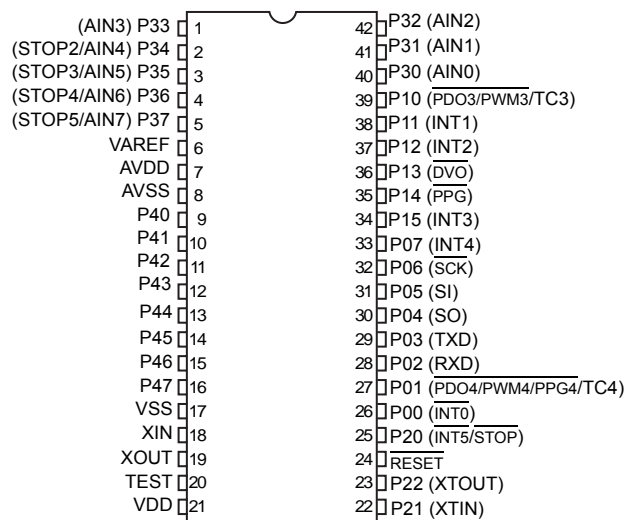 (AIN3) P33 1 42 P32 (AIN2)
(STOP2/AIN4) P34 2 41 P31 (AIN1)
(STOP3/AIN5) P35 3 40 P30 (AIN0)
(STOP4/AIN6) P36 4 39 P10 (PDO3/PWM3/TC3)
(STOP5/AIN7) P37 5 38 P11 (INT1)
VAREF 6 37 P12 (INT2)
AVDD 7 36 P13 (DVO)
AVSS 8 35 P14 (PPG)
P40 9 34 P15 (INT3)
P41 10 33 P07 (INT4)
P42 11 32 P06 (SCK)
P43 12 31 P05 (SI)
P44 13 30 P04 (SO)
P45 14 29 P03 (TXD)
P46 15 28 P02 (RXD)
P47 16 27 P01 (PDO4/PWM4/PPG4/TC4)
VSS 17 26 P00 (INT0)
XIN 18 25 P20 (INT5/STOP)
XOUT 19 24 RESET
TEST 20 23 P22 (XTOUT)
VDD 21 22 P21 (XTIN)